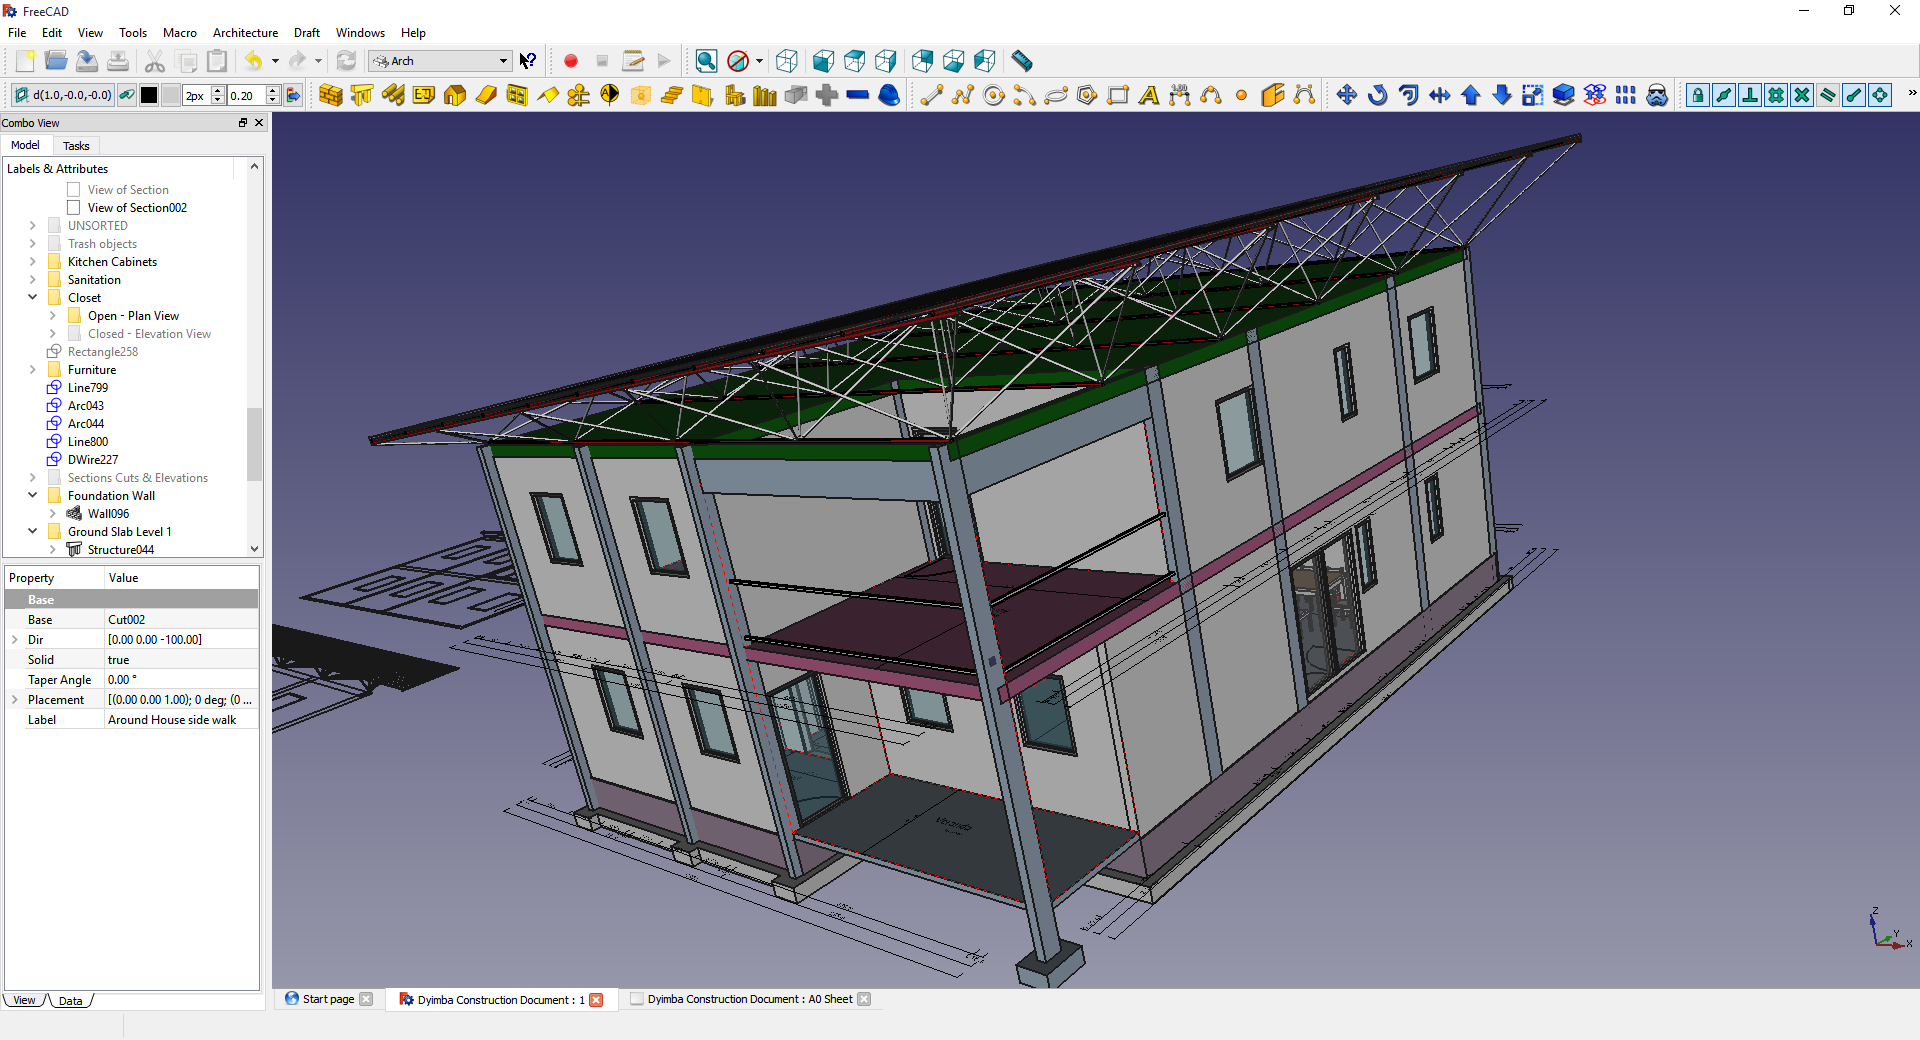 FreeCAD
File Edit View Tools Macro Architecture Draft Windows Help
Arch
d(1.0,-0.0,-0.0) 2px 0.20
Combo View
Model Tasks
Labels & Attributes
View of Section
View of Section002
UNSORTED
Trash objects
Kitchen Cabinets
Sanitation
Closet
Open - Plan View
Closed - Elevation View
Rectangle258
Furniture
Line799
Arc043
Arc044
Line800
DWire227
Sections Cuts & Elevations
Foundation Wall
Wall096
Ground Slab Level 1
Structure044
Property Value
Base
Base Cut002
Dir [0.00 0.00 -100.00]
Solid true
Taper Angle 0.00 °
Placement [(0.00 0.00 1.00); 0 deg; (0 ...
Label Around House side walk
View Data
Veranda
Z
Y
X
Start page
Dyimba Construction Document : 1
Dyimba Construction Document : A0 Sheet